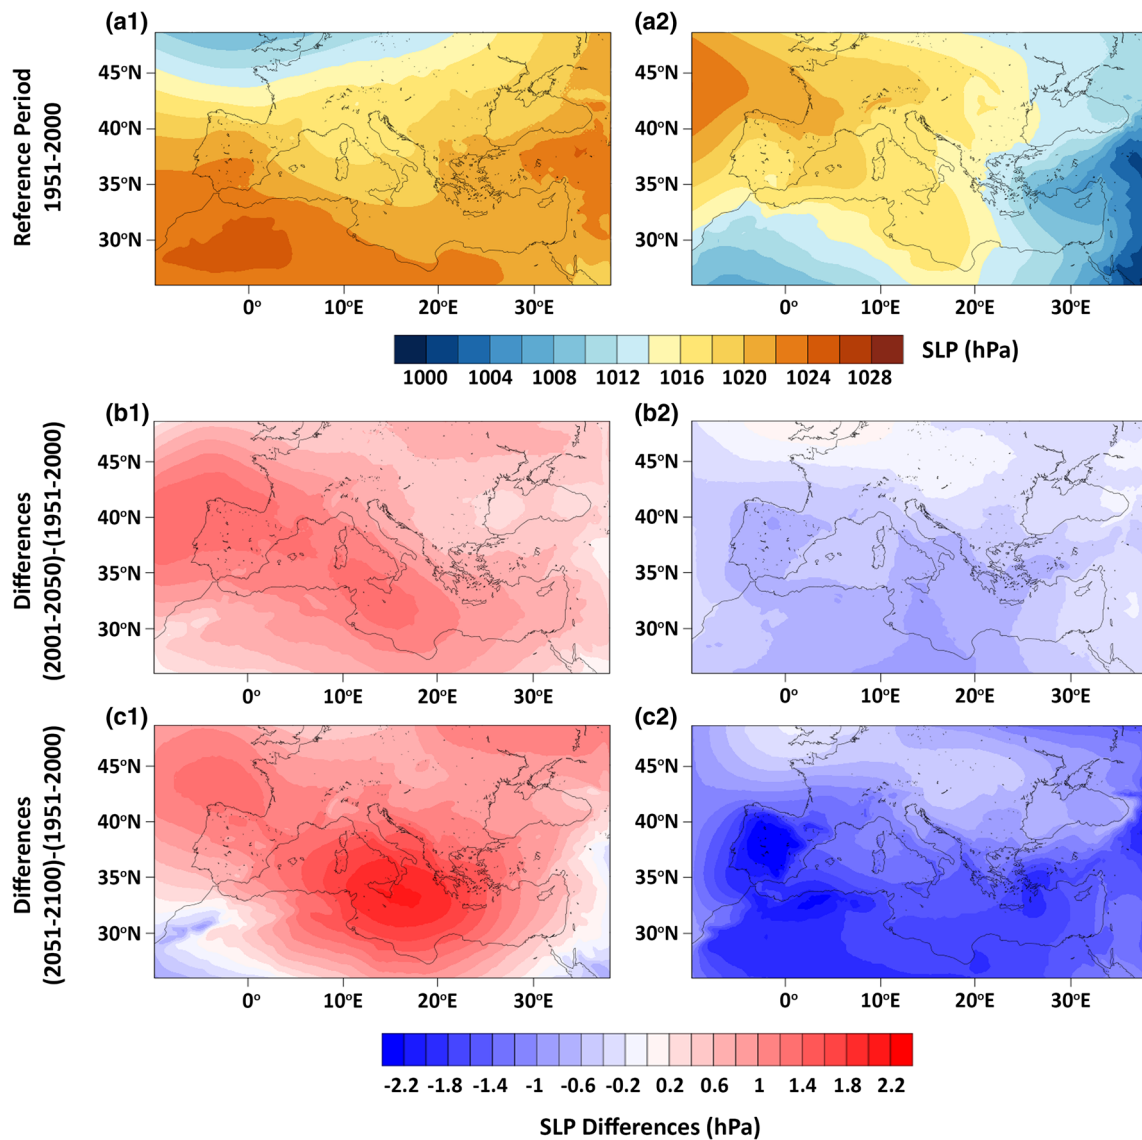 (a1) (a2)
Reference Period
1951-2000
45°N 45°N
40°N 40°N
35°N 35°N
30°N 30°N
0° 10°E 20°E 30°E 0° 10°E 20°E 30°E
SLP (hPa)
1000 1004 1008 1012 1016 1020 1024 1028
(b1) (b2)
Differences
(2001-2050)-(1951-2000)
45°N 45°N
40°N 40°N
35°N 35°N
30°N 30°N
0° 10°E 20°E 30°E 0° 10°E 20°E 30°E
(c1) (c2)
Differences
(2051-2100)-(1951-2000)
45°N 45°N
40°N 40°N
35°N 35°N
30°N 30°N
0° 10°E 20°E 30°E 0° 10°E 20°E 30°E
-2.2 -1.8 -1.4 -1 -0.6 -0.2 0.2 0.6 1 1.4 1.8 2.2
SLP Differences (hPa)